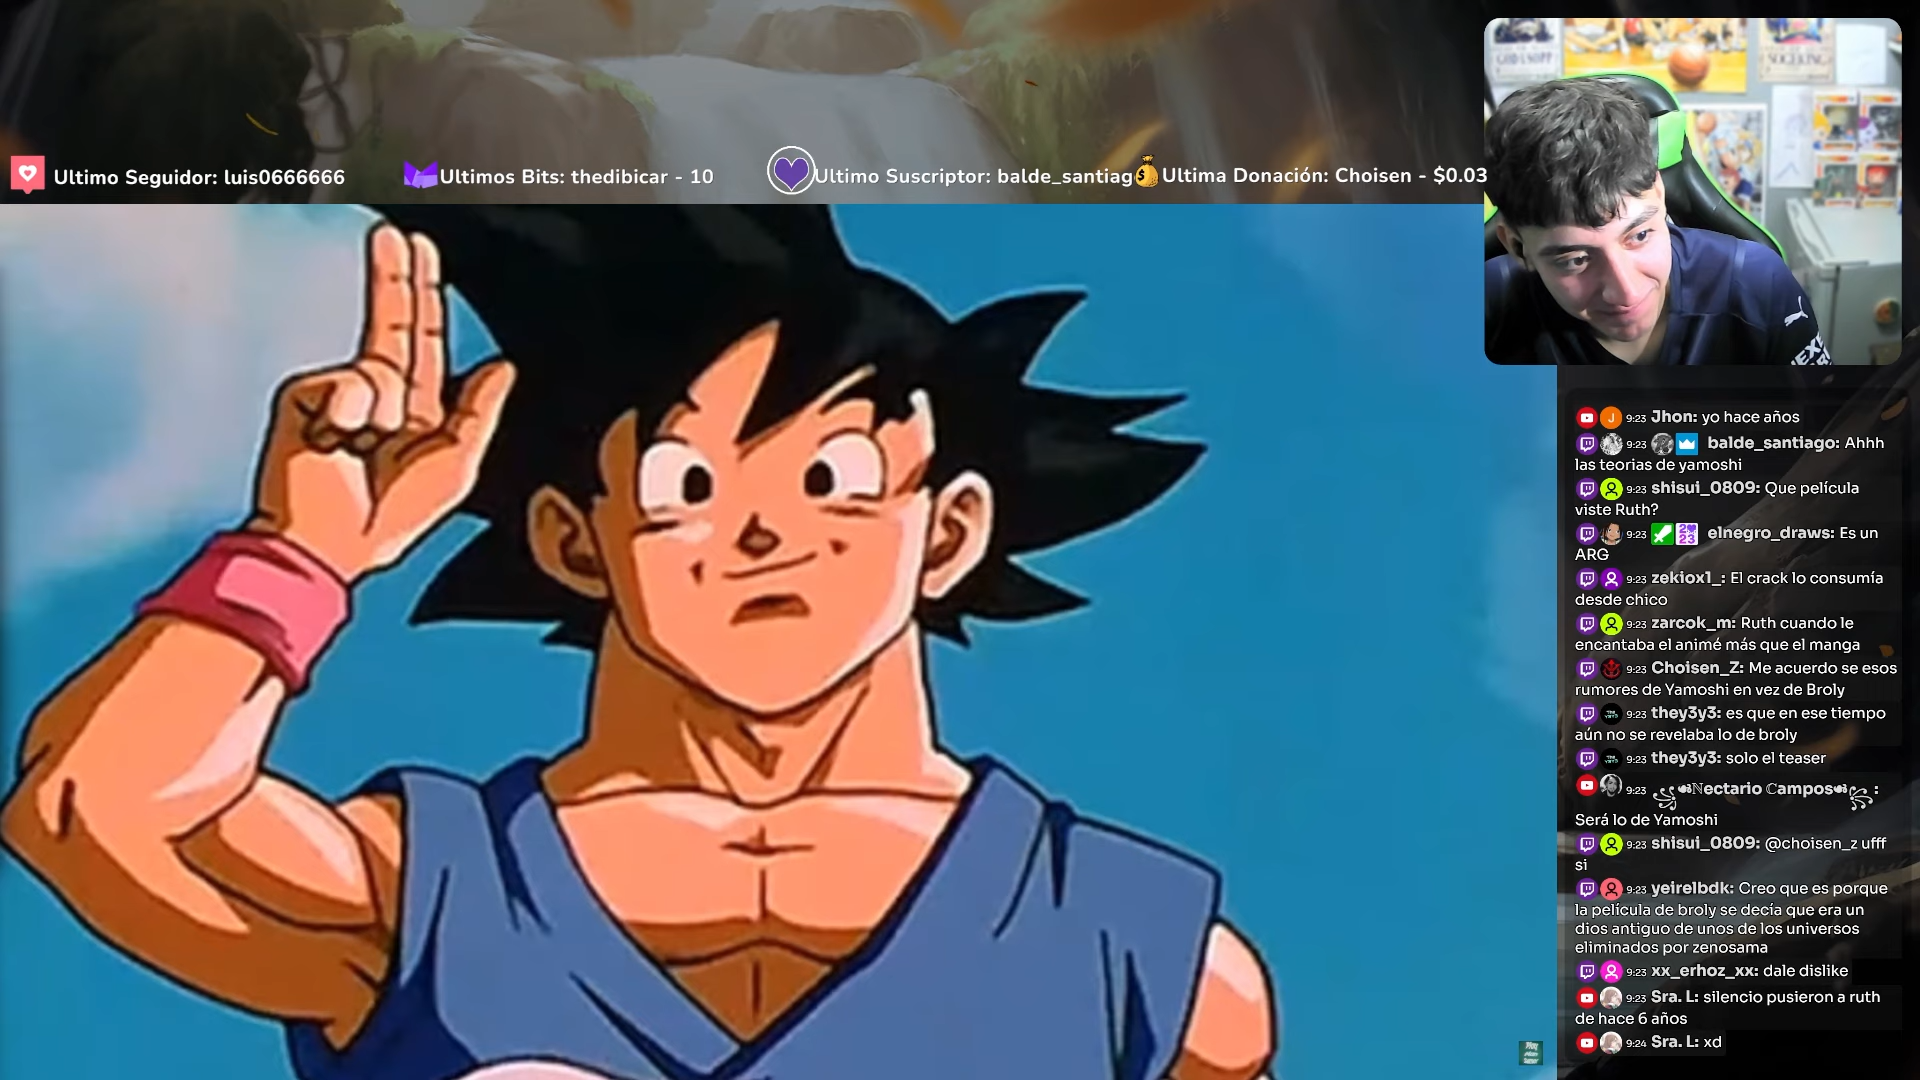 Ultimo Seguidor: luis0666666
Ultimos Bits: thedibicar - 10
Ultimo Suscriptor: balde_santiag
Ultima Donación: Choisen - $0.03
9:23 Jhon: yo hace años
9:23 balde_santiago: Ahhh
las teorias de yamoshi
9:23 shisui_0809: Que película
viste Ruth?
9:23 elnegro_draws: Es un
ARG
9:23 zekiox1_: El crack lo consumía
desde chico
9:23 zarcok_m: Ruth cuando le
encantaba el animé más que el manga
9:23 Choisen_Z: Me acuerdo se esos
rumores de Yamoshi en vez de Broly
9:23 they3y3: es que en ese tiempo
aún no se revelaba lo de broly
9:23 they3y3: solo el teaser
9:23 ℕectario ℂampos:
Será lo de Yamoshi
9:23 shisui_0809: @choisen_z ufff
si
9:23 yeirelbdk: Creo que es porque
la película de broly se decía que era un
dios antiguo de unos de los universos
eliminados por zenosama
9:23 xx_erhoz_xx: dale dislike
9:23 Sra. L: silencio pusieron a ruth
de hace 6 años
9:24 Sra. L: xd